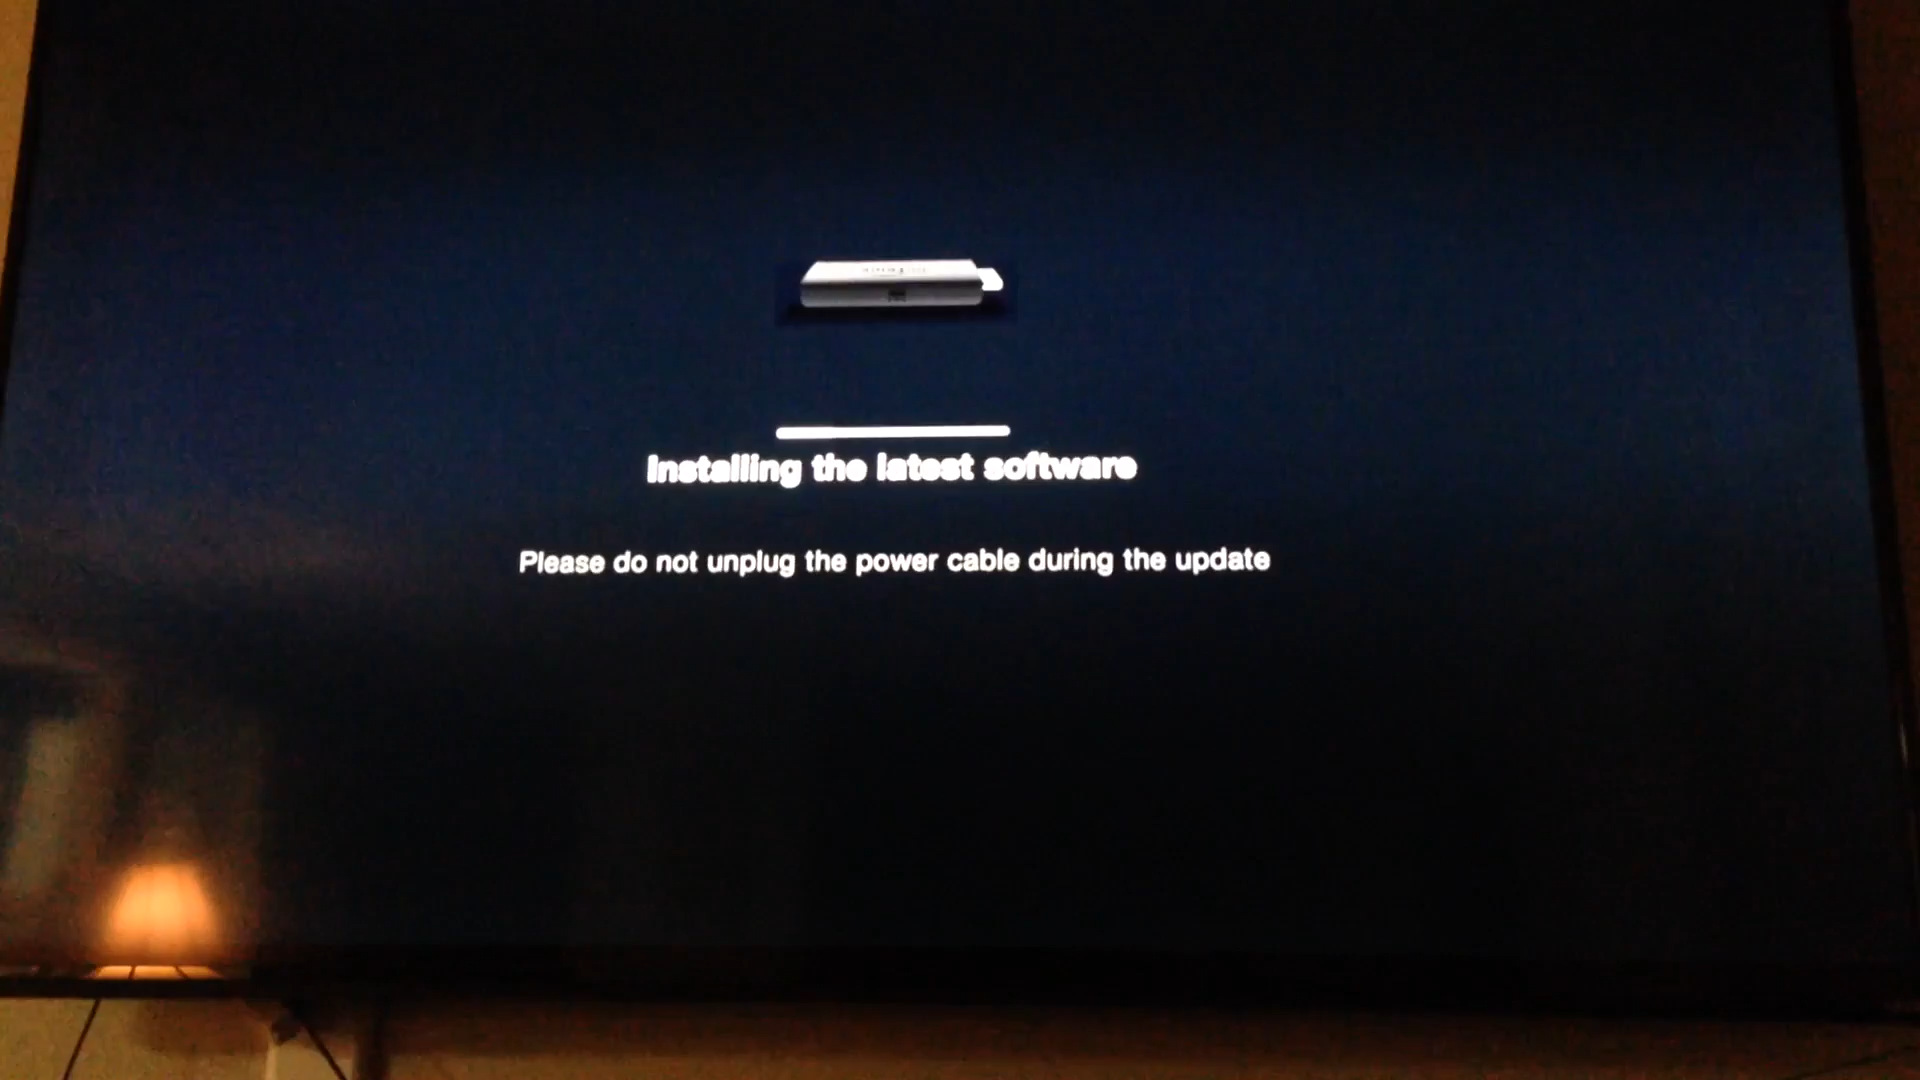 Installing the latest software
Please do not unplug the power cable during the update